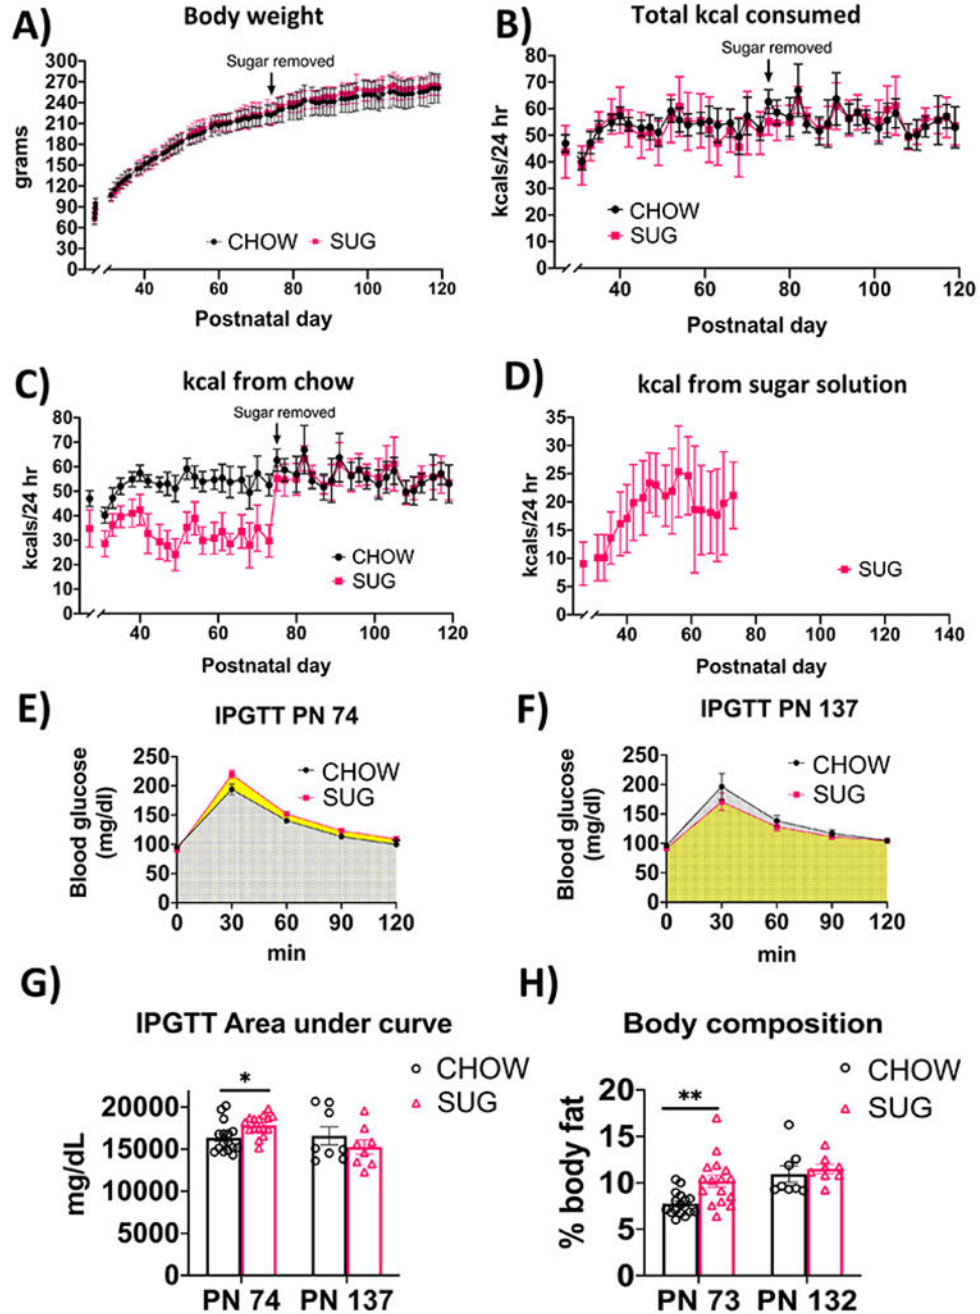 A)
Body weight
grams
300
270
240
210
180
150
120
90
60
30
0
Sugar removed
CHOW SUG
40 60 80 100 120
Postnatal day
B)
Total kcal consumed
kcals/24 hr
80
70
60
50
40
30
20
10
0
Sugar removed
CHOW
SUG
40 60 80 100 120
Postnatal day
C)
kcal from chow
kcals/24 hr
80
70
60
50
40
30
20
10
0
Sugar removed
CHOW
SUG
40 60 80 100 120
Postnatal day
D)
kcal from sugar solution
kcals/24 hr
35
30
25
20
15
10
5
0
SUG
40 60 80 100 120 140
Postnatal day
E)
IPGTT PN 74
Blood glucose
(mg/dl)
250
200
150
100
50
0
CHOW
SUG
0 30 60 90 120
min
F)
IPGTT PN 137
Blood glucose
(mg/dl)
250
200
150
100
50
0
CHOW
SUG
0 30 60 90 120
min
G)
IPGTT Area under curve
CHOW
SUG
mg/dL
20000
15000
10000
5000
0
*
PN 74 PN 137
H)
Body composition
CHOW
SUG
% body fat
20
15
10
5
0
**
PN 73 PN 132